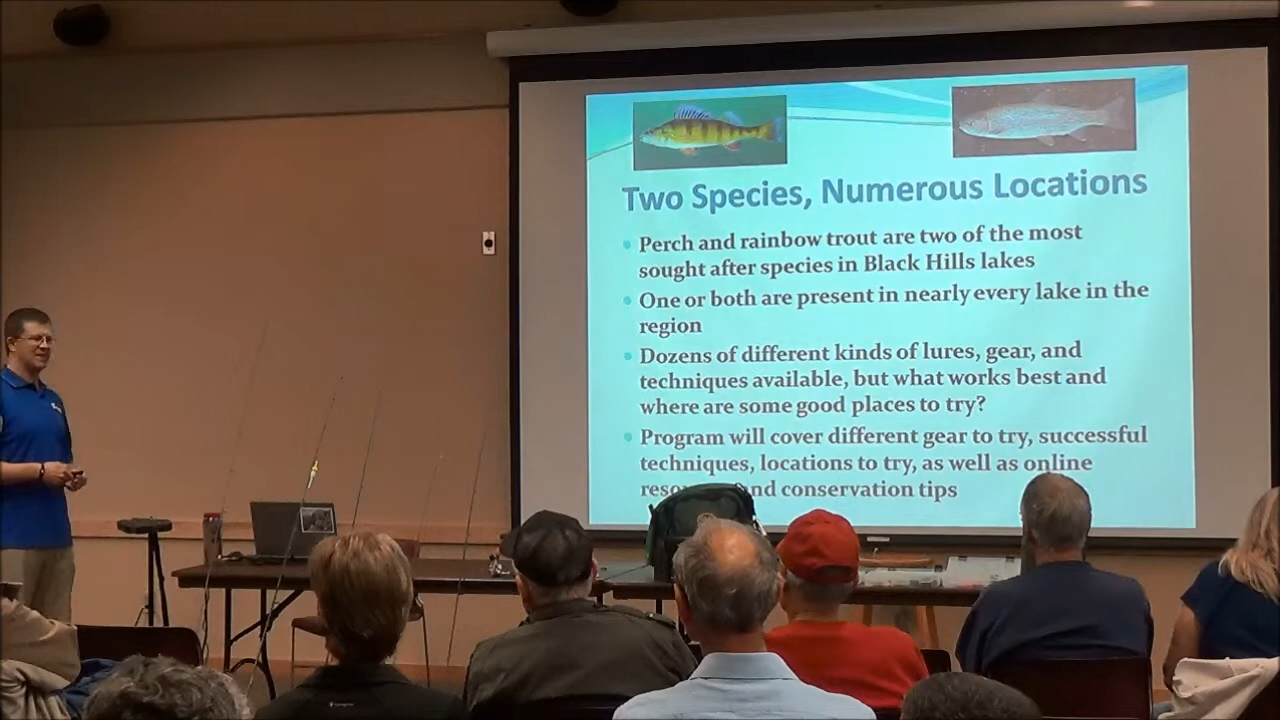 Two Species, Numerous Locations
Perch and rainbow trout are two of the most
sought after species in Black Hills lakes
One or both are present in nearly every lake in the
region
Dozens of different kinds of lures, gear, and
techniques available, but what works best and
where are some good places to try?
Program will cover different gear to try, successful
techniques, locations to try, as well as online
conservation tips